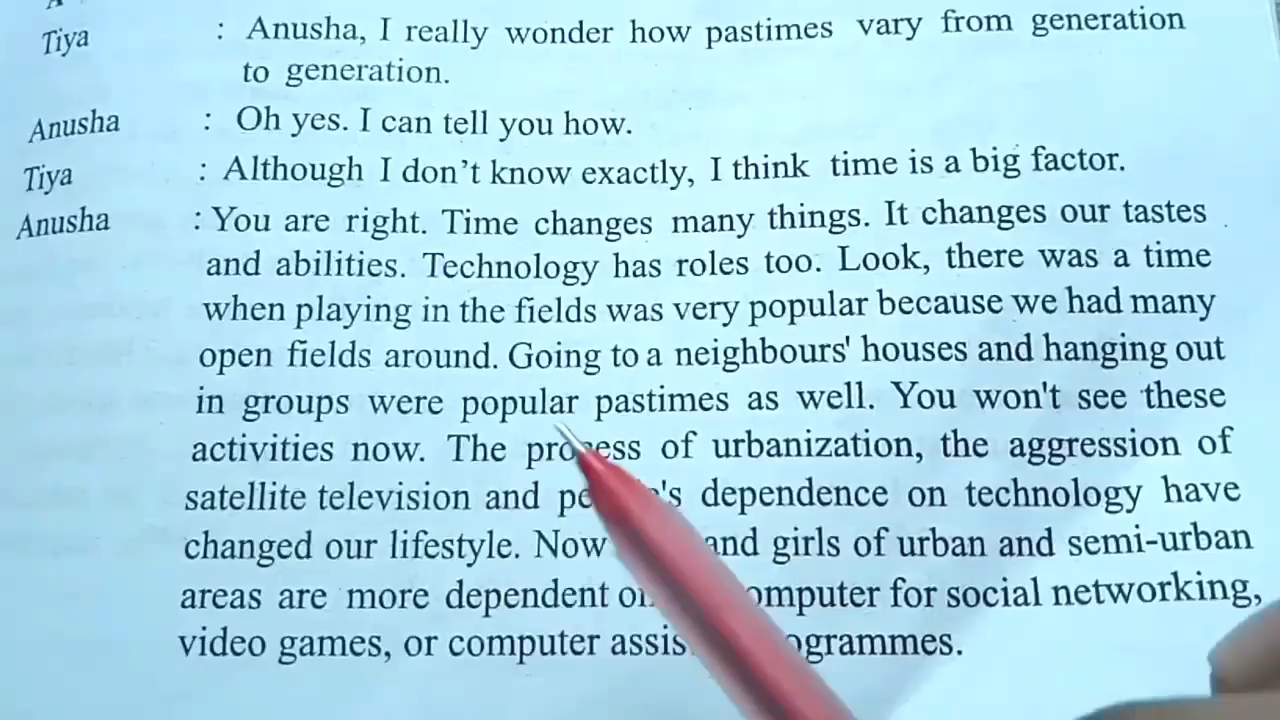 Tiya : Anusha, I really wonder how pastimes vary from generation
to generation.
Anusha : Oh yes. I can tell you how.
Tiya : Although I don't know exactly, I think time is a big factor.
Anusha : You are right. Time changes many things. It changes our tastes
and abilities. Technology has roles too. Look, there was a time
when playing in the fields was very popular because we had many
open fields around. Going to a neighbours' houses and hanging out
in groups were popular pastimes as well. You won't see these
activities now. The process of urbanization, the aggression of
satellite television and dependence on technology have
changed our lifestyle. Now and girls of urban and semi-urban
areas are more dependent computer for social networking,
video games, or computer programmes.